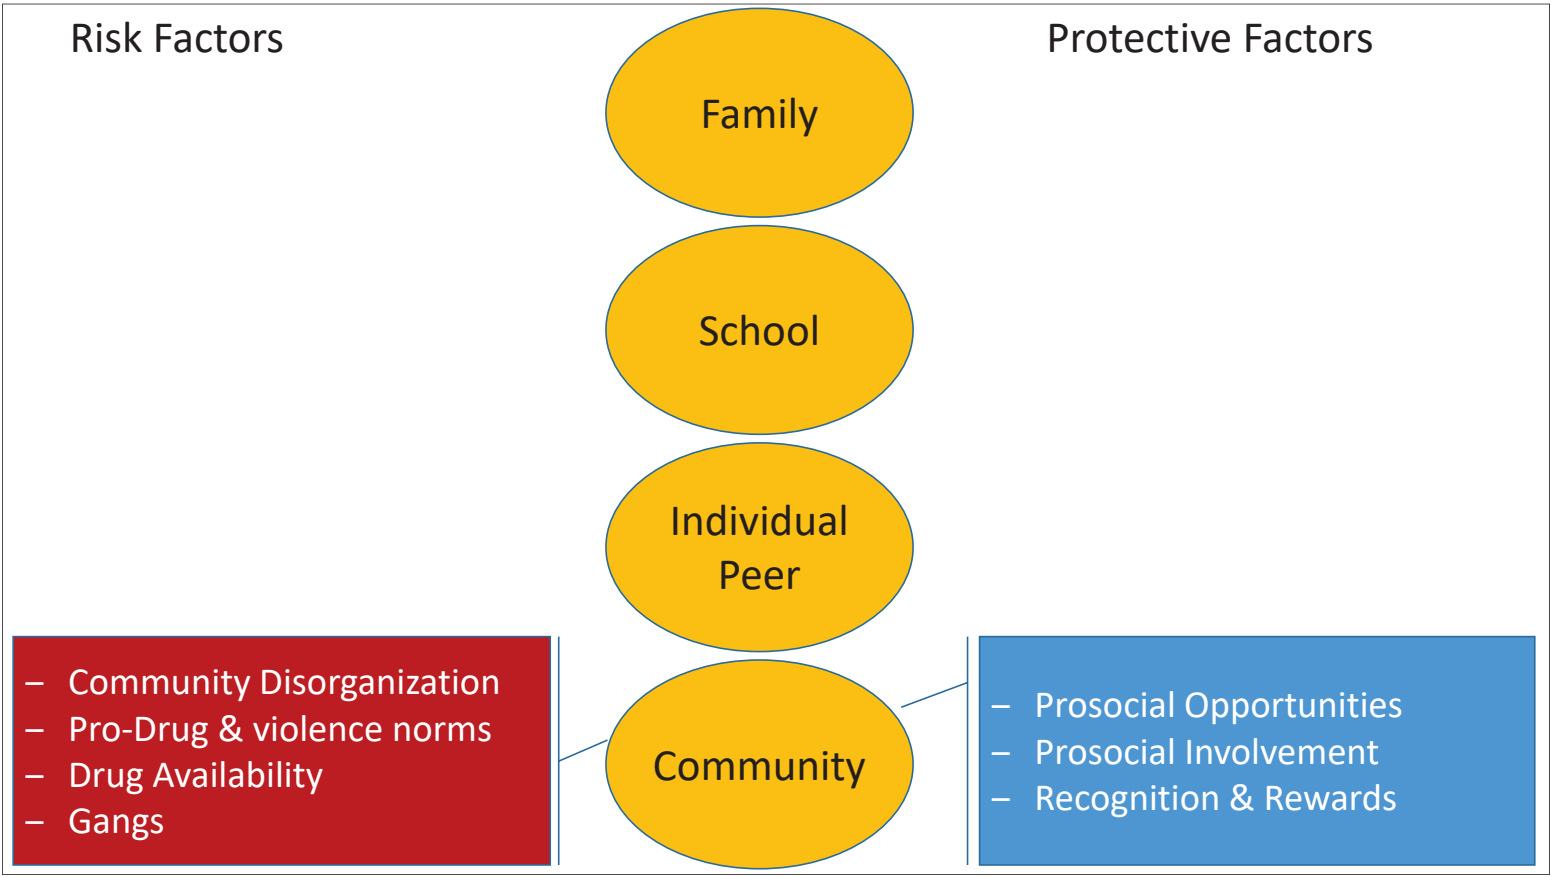 Risk Factors
Protective Factors
Family
School
Individual
Peer
– Community Disorganization
– Pro-Drug & violence norms
– Drug Availability
– Gangs
Community
– Prosocial Opportunities
– Prosocial Involvement
– Recognition & Rewards